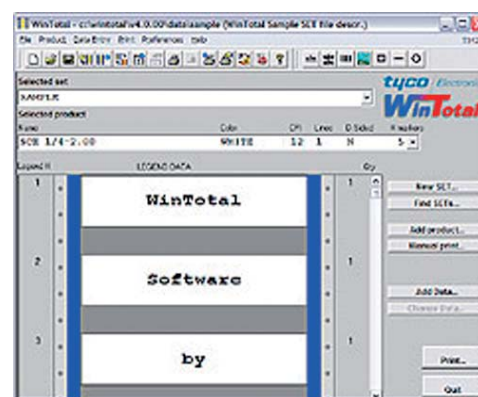 WinTotal - c:\wintotal\v4.0.00\data\sample (WinTotal Sample SET file descr.)
File Product Data Entry Print Preferences Help
Selected set
tyco / Electronic
SAMPLE
WinTotal
Selected product
Name Color CPI Lines D.Sided # markers
SCE 1/4-2.00 WHITE 12 1 N 5
Legend # LEGEND DATA Qty
1 WinTotal 1
New SET...
Find SETs...
Add product...
Manual print...
2 Software 1
Add Data...
Change Data...
3 by 1
Print...
Quit